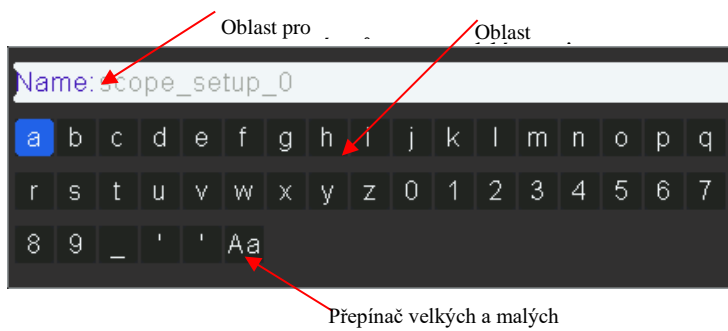 Oblast pro
Oblast
Name: scope_setup_0
a b c d e f g h i j k l m n o p q
r s t u v w x y z 0 1 2 3 4 5 6 7
8 9 _ ' ' Aa
Přepínač velkých a malých